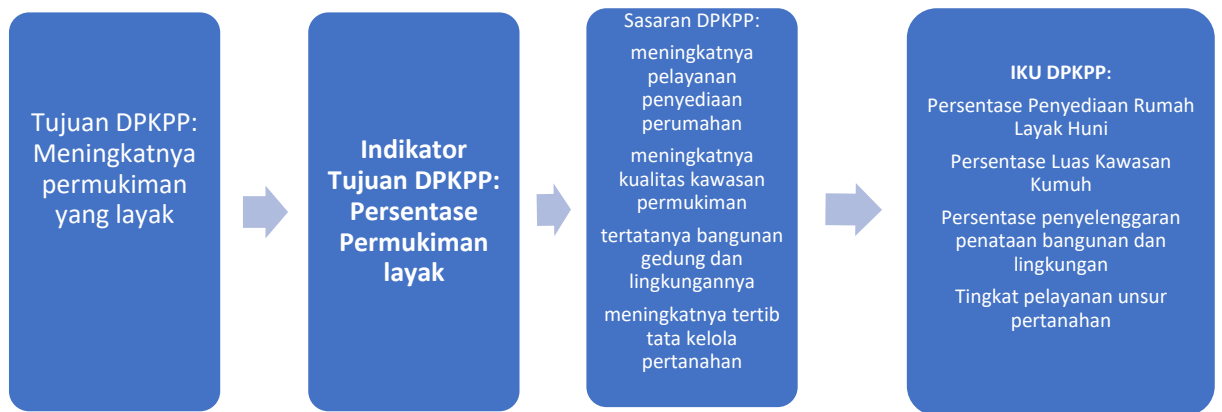 Tujuan DPKPP:
Meningkatnya
permukiman
yang layak
Indikator
Tujuan DPKPP:
Persentase
Permukiman
layak
Sasaran DPKPP:
meningkatnya
pelayanan
penyediaan
perumahan
meningkatnya
kualitas kawasan
permukiman
tertatanya bangunan
gedung dan
lingkungannya
meningkatnya tertib
tata kelola
pertanahan
IKU DPKPP:
Persentase Penyediaan Rumah
Layak Huni
Persentase Luas Kawasan
Kumuh
Persentase penyelenggaran
penataan bangunan dan
lingkungan
Tingkat pelayanan unsur
pertanahan